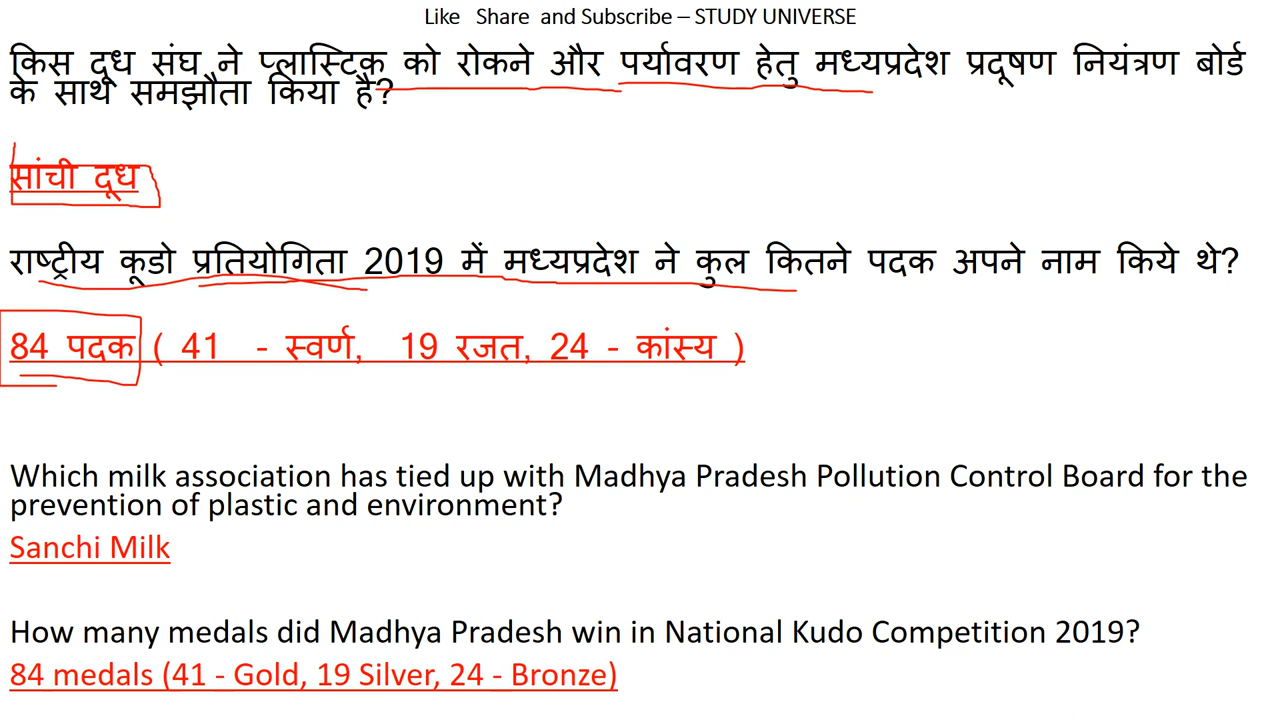 Like Share and Subscribe – STUDY UNIVERSE
किस दूध संघ ने प्लास्टिक को रोकने और पर्यावरण हेतु मध्यप्रदेश प्रदूषण नियंत्रण बोर्ड
के साथ समझौता किया है?
सांची दूध
राष्ट्रीय कूडो प्रतियोगिता 2019 में मध्यप्रदेश ने कुल कितने पदक अपने नाम किये थे?
84 पदक ( 41 - स्वर्ण, 19 रजत, 24 - कांस्य )
Which milk association has tied up with Madhya Pradesh Pollution Control Board for the
prevention of plastic and environment?
Sanchi Milk
How many medals did Madhya Pradesh win in National Kudo Competition 2019?
84 medals (41 - Gold, 19 Silver, 24 - Bronze)